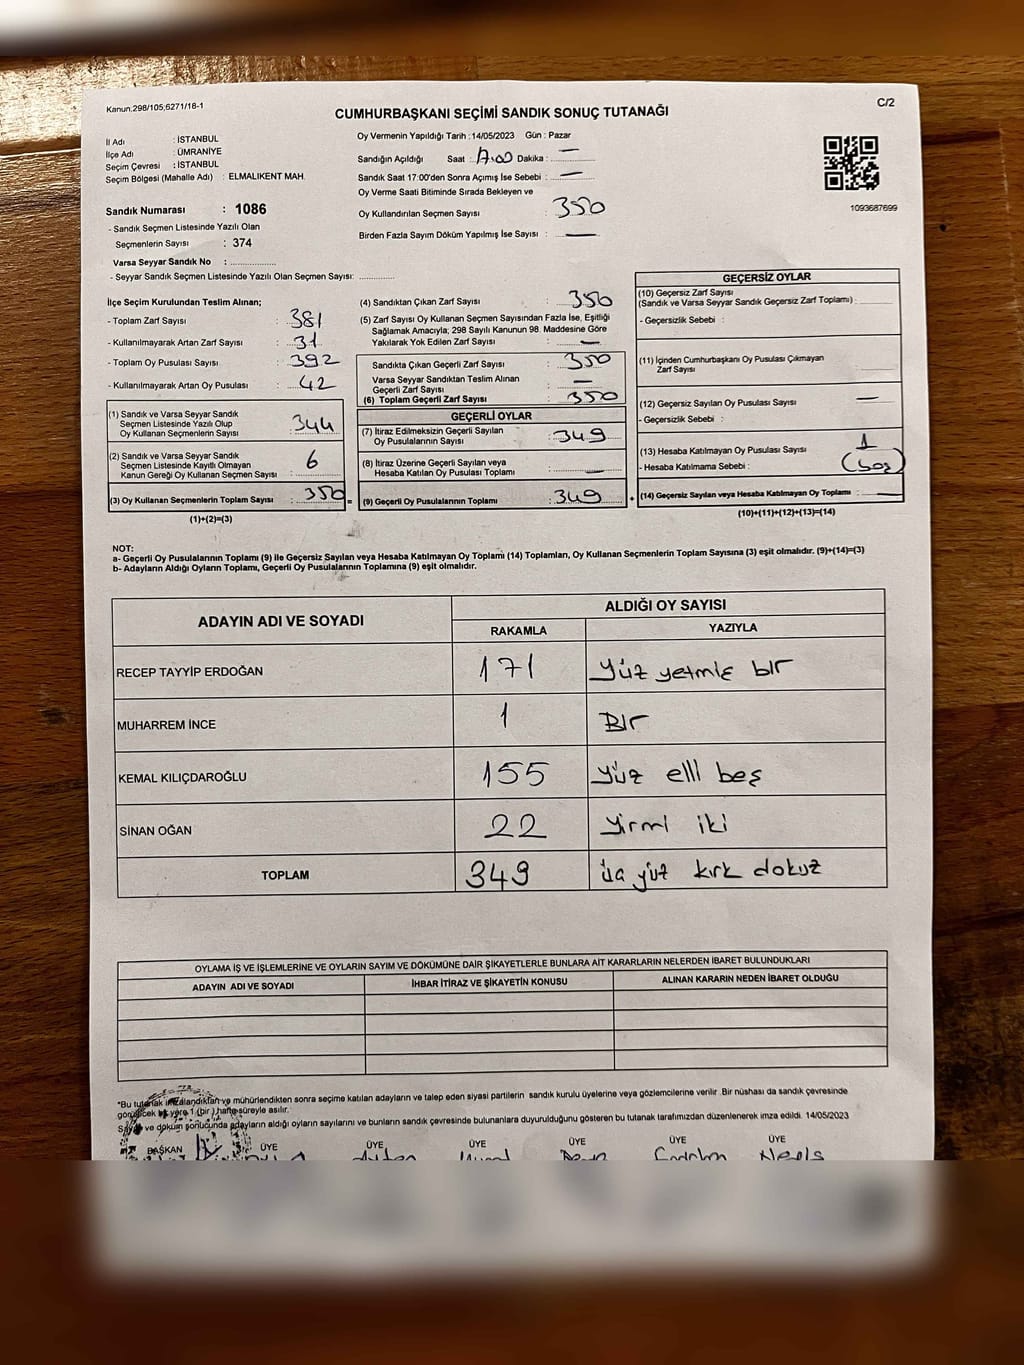 Kanun.298/105;6271/18-1
C/2
CUMHURBAŞKANI SEÇİMİ SANDIK SONUÇ TUTANAĞI
İl Adı : İSTANBUL
İlçe Adı : ÜMRANİYE
Seçim Çevresi : İSTANBUL
Seçim Bölgesi (Mahalle Adı) : ELMALIKENT MAH.
Sandık Numarası : 1086
- Sandık Seçmen Listesinde Yazılı Olan
Seçmenlerin Sayısı : 374
Varsa Seyyar Sandık No : ................
- Seyyar Sandık Seçmen Listesinde Yazılı Olan Seçmen Sayısı: ............
Oy Vermenin Yapıldığı Tarih :14/05/2023 Gün : Pazar
Sandığın Açıldığı Saat : 17:00 Dakika : —
Sandık Saat 17:00'den Sonra Açımış İse Sebebi : —
Oy Verme Saati Bitiminde Sırada Bekleyen ve
Oy Kullandırılan Seçmen Sayısı : 350
Birden Fazla Sayım Döküm Yapılmış İse Sayısı : —
1093687699
İlçe Seçim Kurulundan Teslim Alınan;
- Toplam Zarf Sayısı : 381
- Kullanılmayarak Artan Zarf Sayısı : 31
- Toplam Oy Pusulası Sayısı : 392
- Kullanılmayarak Artan Oy Pusulası : 42
(1) Sandık ve Varsa Seyyar Sandık
Seçmen Listesinde Yazılı Olup
Oy Kullanan Seçmenlerin Sayısı : 344
(2) Sandık ve Varsa Seyyar Sandık
Seçmen Listesinde Kayıtlı Olmayan
Kanun Gereği Oy Kullanan Seçmen Sayısı : 6
(3) Oy Kullanan Seçmenlerin Toplam Sayısı : 350 =
(1)+(2)=(3)
(4) Sandıktan Çıkan Zarf Sayısı : 350
(5) Zarf Sayısı Oy Kullanan Seçmen Sayısından Fazla İse, Eşitliği
Sağlamak Amacıyla; 298 Sayılı Kanunun 98. Maddesine Göre
Yakılarak Yok Edilen Zarf Sayısı : —
Sandıkta Çıkan Geçerli Zarf Sayısı : 350
Varsa Seyyar Sandıktan Teslim Alınan
Geçerli Zarf Sayısı : —
(6) Toplam Geçerli Zarf Sayısı : 350
GEÇERLİ OYLAR
(7) İtiraz Edilmeksizin Geçerli Sayılan
Oy Pusulalarının Sayısı : 349
(8) İtiraz Üzerine Geçerli Sayılan veya
Hesaba Katılan Oy Pusulası Toplamı : —
(9) Geçerli Oy Pusulalarının Toplamı : 349 +
GEÇERSİZ OYLAR
(10) Geçersiz Zarf Sayısı
(Sandık ve Varsa Seyyar Sandık Geçersiz Zarf Toplamı) :
- Geçersizlik Sebebi :
(11) İçinden Cumhurbaşkanı Oy Pusulası Çıkmayan
Zarf Sayısı
(12) Geçersiz Sayılan Oy Pusulası Sayısı : —
- Geçersizlik Sebebi :
(13) Hesaba Katılmayan Oy Pusulası Sayısı : 1
- Hesaba Katılmama Sebebi : (boş)
(14) Geçersiz Sayılan veya Hesaba Katılmayan Oy Toplamı : —
(10)+(11)+(12)+(13)=(14)
NOT:
a- Geçerli Oy Pusulalarının Toplamı (9) ile Geçersiz Sayılan veya Hesaba Katılmayan Oy Toplamı (14) Toplamları, Oy Kullanan Seçmenlerin Toplam Sayısına (3) eşit olmalıdır. (9)+(14)=(3)
b- Adayların Aldığı Oyların Toplamı, Geçerli Oy Pusulalarının Toplamına (9) eşit olmalıdır.
ADAYIN ADI VE SOYADI
ALDIĞI OY SAYISI
RAKAMLA YAZIYLA
RECEP TAYYİP ERDOĞAN 171 Yüz yetmiş bir
MUHARREM İNCE 1 Bir
KEMAL KILIÇDAROĞLU 155 Yüz elli beş
SİNAN OĞAN 22 Yirmi iki
TOPLAM 349 üç yüz kırk dokuz
OYLAMA İŞ VE İŞLEMLERİNE VE OYLARIN SAYIM VE DÖKÜMÜNE DAİR ŞİKAYETLERLE BUNLARA AİT KARARLARIN NELERDEN İBARET BULUNDUKLARI
ADAYIN ADI VE SOYADI İHBAR İTİRAZ VE ŞİKAYETİN KONUSU ALINAN KARARIN NEDEN İBARET OLDUĞU
"Bu tutanak imzalandıktan ve mühürlendikten sonra seçime katılan adayların ve talep eden siyasi partilerin sandık kurulu üyelerine veya gözlemcilerine verilir. Bir nüshası da sandık çevresinde
görülecek bir yere 1 (bir) hafta süreyle asılır.
Sayım ve döküm sonucunda adayların aldığı oyların sayılarını ve bunların sandık çevresinde bulunanlara duyurulduğunu gösteren bu tutanak tarafımızdan düzenlenerek imza edildi. 14/05/2023
BAŞKAN ÜYE ÜYE ÜYE ÜYE ÜYE ÜYE